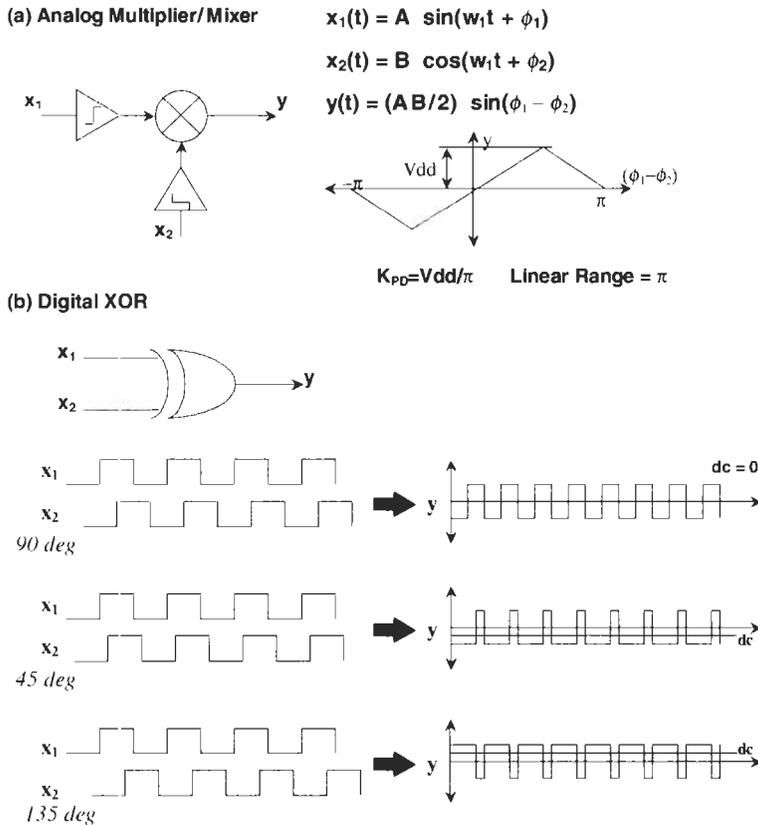 (a) Analog Multiplier/ Mixer
x₁(t) = A sin(w₁t + ϕ₁)
x₂(t) = B cos(w₁t + ϕ₂)
y(t) = (AB/2) sin(ϕ₁ – ϕ₂)
x₁
y
x₂
y
Vdd
(ϕ₁–ϕ₂)
–π
π
K_PD=Vdd/π Linear Range = π
(b) Digital XOR
x₁
y
x₂
x₁
dc = 0
x₂
y
90 deg
x₁
y
x₂
dc
45 deg
x₁
dc
y
x₂
135 deg